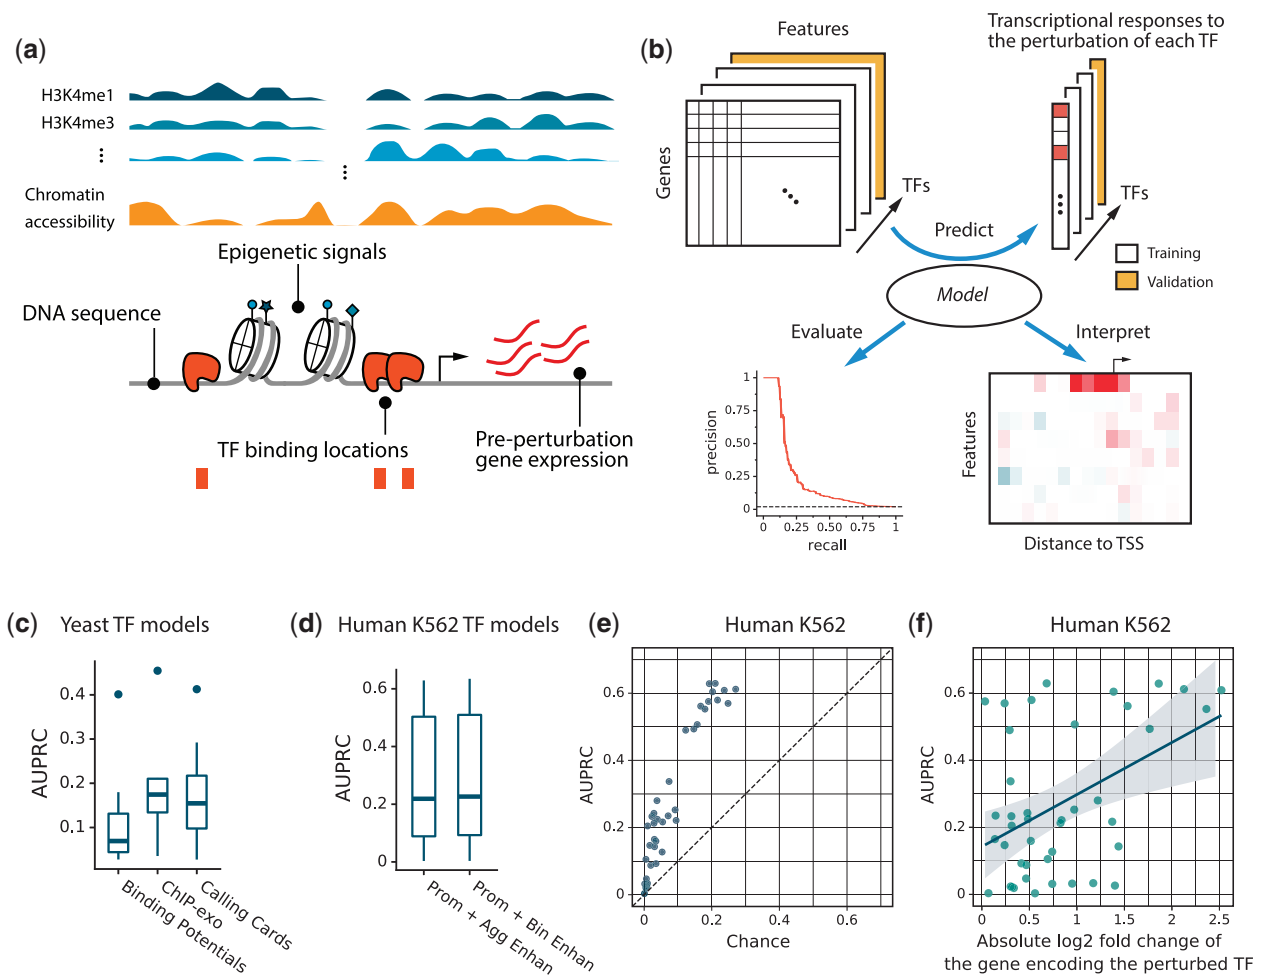 (a)
H3K4me1
H3K4me3
Chromatin
accessibility
Epigenetic signals
DNA sequence
TF binding locations
Pre-perturbation
gene expression
(b)
Features
Transcriptional responses to
the perturbation of each TF
Genes
TFs
TFs
Predict
Training
Validation
Model
Evaluate
Interpret
precision
1
0.75
0.50
0.25
0
0 0.25 0.50 0.75 1
recall
Features
Distance to TSS
(c) Yeast TF models
AUPRC
0.4
0.3
0.2
0.1
Binding Potentials
ChIP-exo
Calling Cards
(d) Human K562 TF models
AUPRC
0.6
0.4
0.2
0
Prom + Agg Enhan
Prom + Bin Enhan
(e) Human K562
AUPRC
0.6
0.4
0.2
0
0 0.2 0.4 0.6
Chance
(f) Human K562
AUPRC
0.6
0.4
0.2
0
0 0.5 1 1.5 2 2.5
Absolute log2 fold change of
the gene encoding the perturbed TF